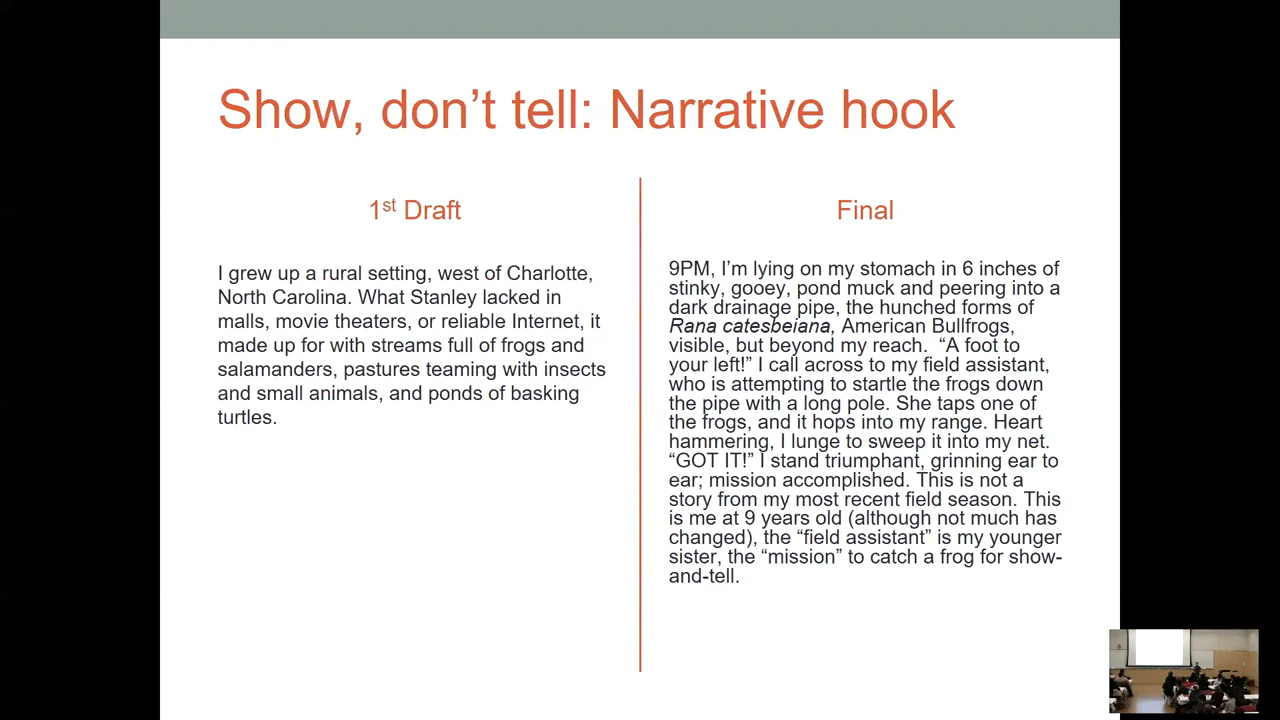 Show, don’t tell: Narrative hook
1st Draft
I grew up a rural setting, west of Charlotte,
North Carolina. What Stanley lacked in
malls, movie theaters, or reliable Internet, it
made up for with streams full of frogs and
salamanders, pastures teaming with insects
and small animals, and ponds of basking
turtles.
Final
9PM, I’m lying on my stomach in 6 inches of
stinky, gooey, pond muck and peering into a
dark drainage pipe, the hunched forms of
Rana catesbeiana, American Bullfrogs,
visible, but beyond my reach.  “A foot to
your left!” I call across to my field assistant,
who is attempting to startle the frogs down
the pipe with a long pole. She taps one of
the frogs, and it hops into my range. Heart
hammering, I lunge to sweep it into my net.
“GOT IT!” I stand triumphant, grinning ear to
ear; mission accomplished. This is not a
story from my most recent field season. This
is me at 9 years old (although not much has
changed), the “field assistant” is my younger
sister, the “mission” to catch a frog for show-
and-tell.